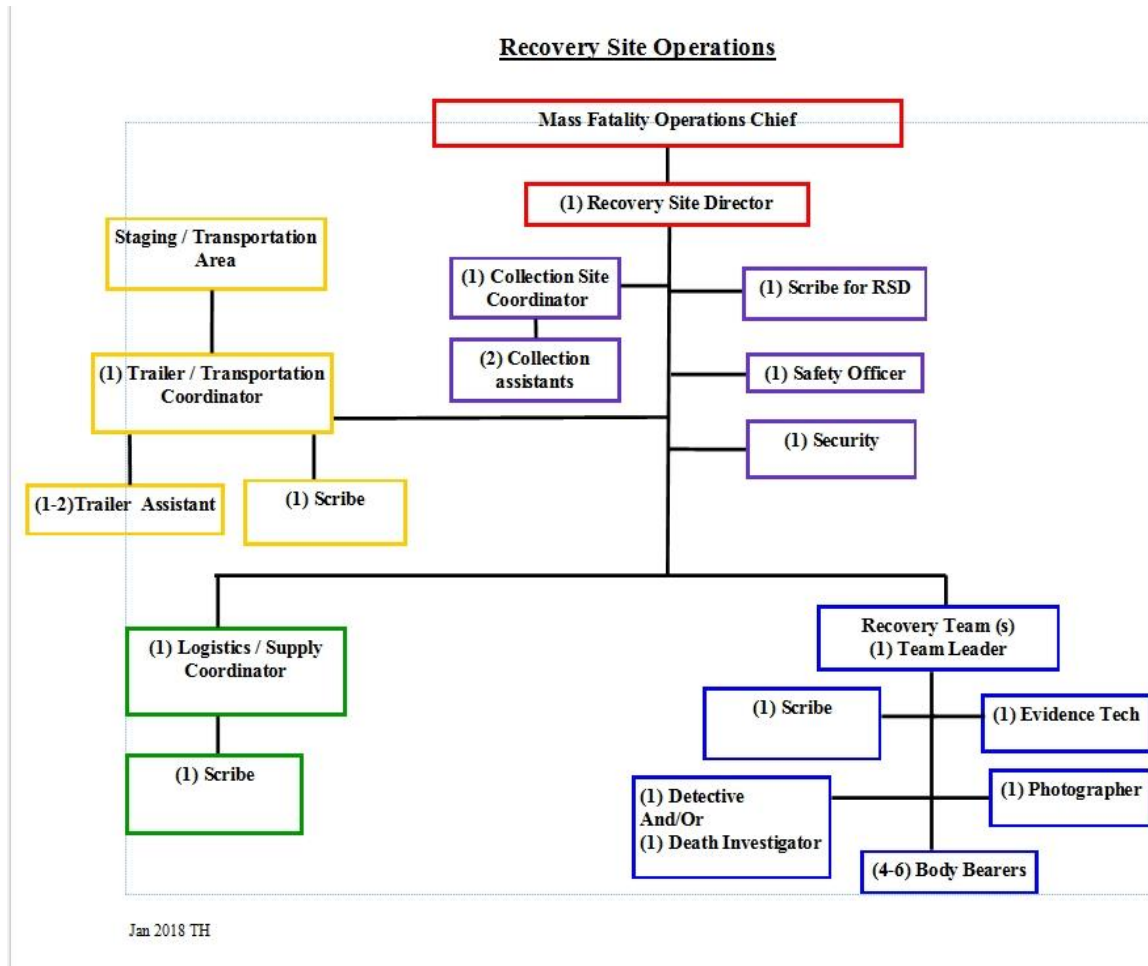 Recovery Site Operations
Mass Fatality Operations Chief
(1) Recovery Site Director
Staging / Transportation
Area
(1) Collection Site
Coordinator
(1) Scribe for RSD
(2) Collection
assistants
(1) Trailer / Transportation
Coordinator
(1) Safety Officer
(1) Security
(1-2)Trailer Assistant
(1) Scribe
(1) Logistics / Supply
Coordinator
(1) Scribe
Recovery Team (s)
(1) Team Leader
(1) Scribe
(1) Evidence Tech
(1) Detective
And/Or
(1) Death Investigator
(1) Photographer
(4-6) Body Bearers
Jan 2018 TH